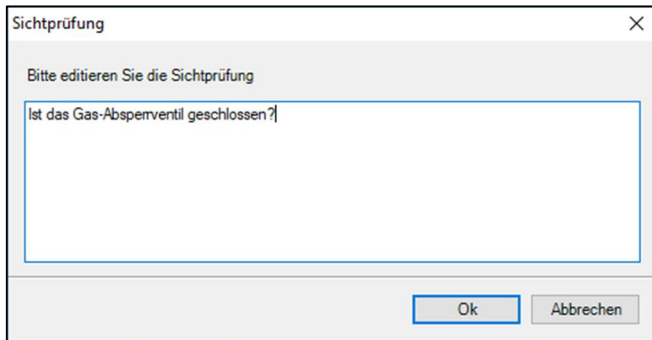 Sichtprüfung
Bitte editieren Sie die Sichtprüfung
Ist das Gas-Absperrventil geschlossen?
Ok
Abbrechen